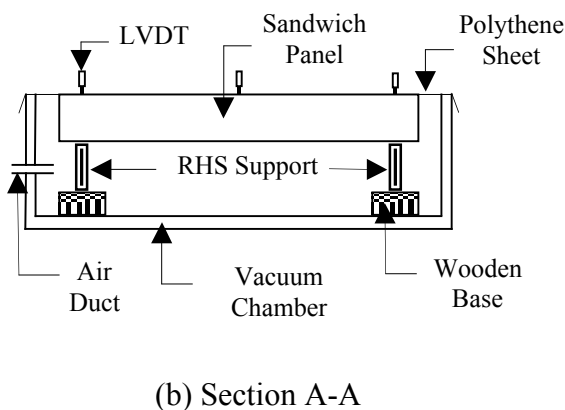 LVDT
Sandwich
Panel
Polythene
Sheet
RHS Support
Air
Duct
Vacuum
Chamber
Wooden
Base
(b) Section A-A